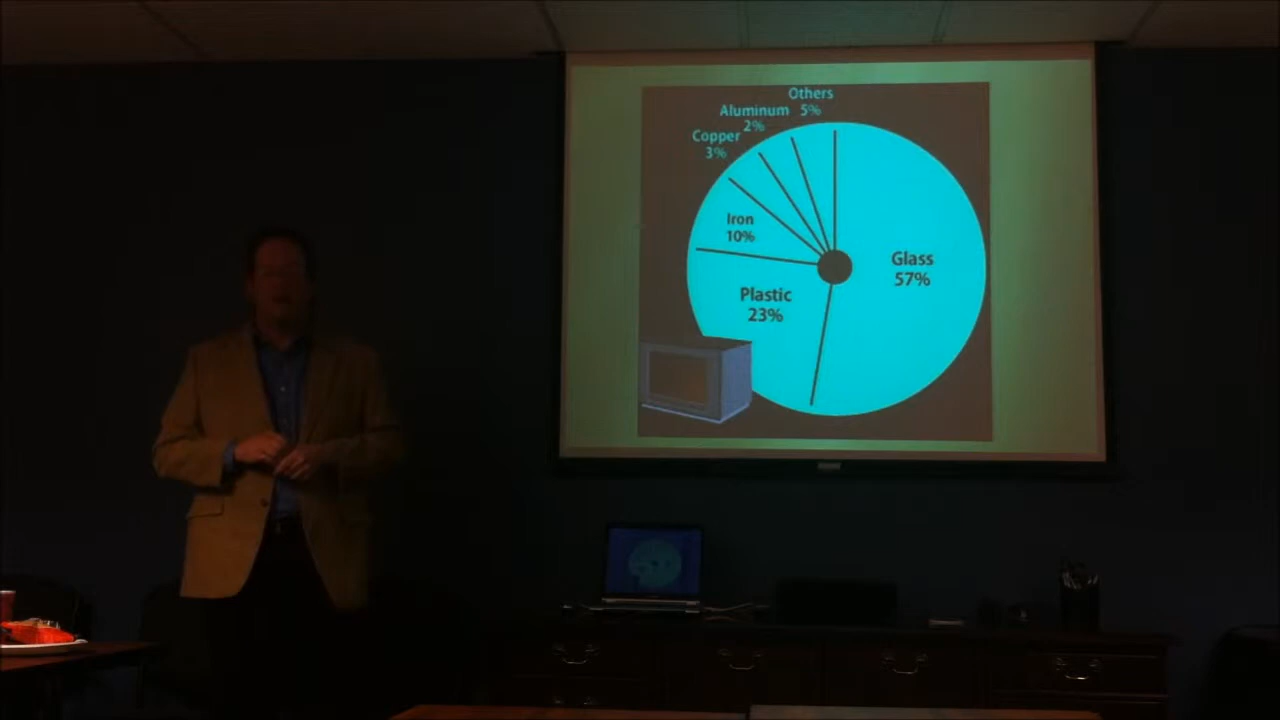 Others
5%
Aluminum
2%
Copper
3%
Iron
10%
Glass
57%
Plastic
23%